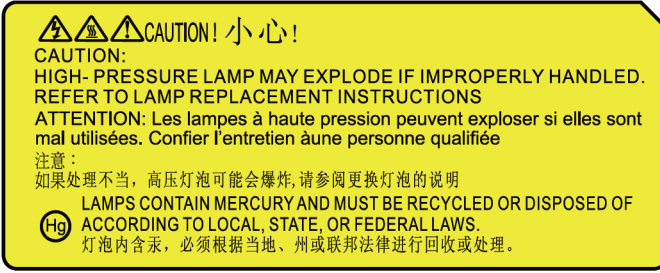 CAUTION! 小心!
CAUTION:
HIGH- PRESSURE LAMP MAY EXPLODE IF IMPROPERLY HANDLED.
REFER TO LAMP REPLACEMENT INSTRUCTIONS
ATTENTION: Les lampes à haute pression peuvent exploser si elles sont
mal utilisées. Confier l'entretien àune personne qualifiée
注意：
如果处理不当，高压灯泡可能会爆炸,请参阅更换灯泡的说明
LAMPS CONTAIN MERCURY AND MUST BE RECYCLED OR DISPOSED OF
Hg ACCORDING TO LOCAL, STATE, OR FEDERAL LAWS.
灯泡内含汞，必须根据当地、州或联邦法律进行回收或处理。